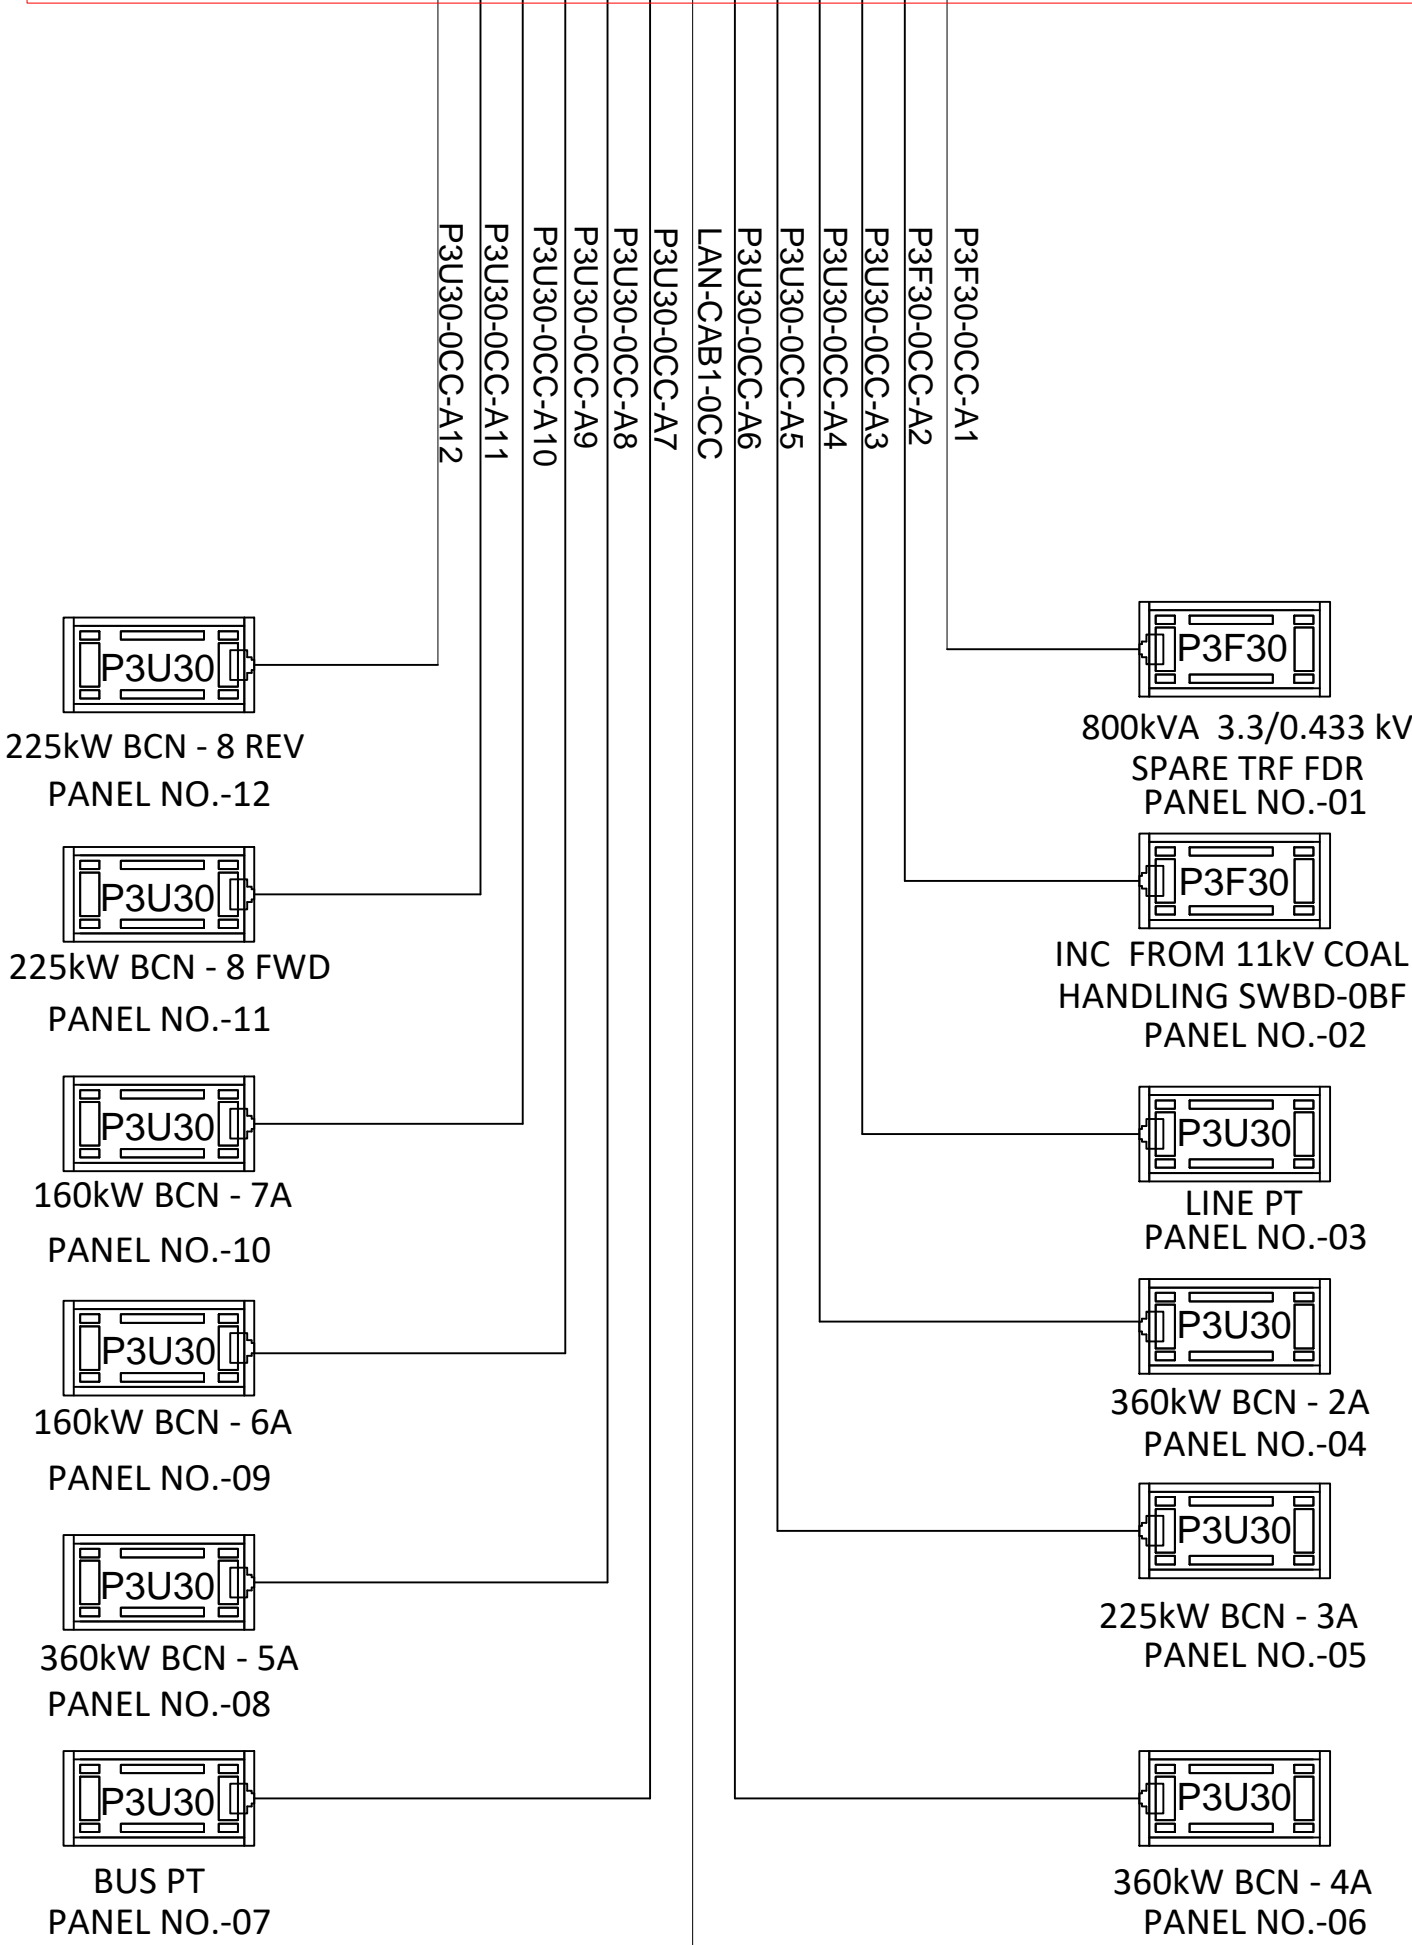 P3U30-0CC-A12
P3U30-0CC-A11
P3U30-0CC-A10
P3U30-0CC-A9
P3U30-0CC-A8
P3U30-0CC-A7
LAN-CAB1-0CC
P3U30-0CC-A6
P3U30-0CC-A5
P3U30-0CC-A4
P3U30-0CC-A3
P3F30-0CC-A2
P3F30-0CC-A1
P3U30
225kW BCN - 8 REV
PANEL NO.-12
P3U30
225kW BCN - 8 FWD
PANEL NO.-11
P3U30
160kW BCN - 7A
PANEL NO.-10
P3U30
160kW BCN - 6A
PANEL NO.-09
P3U30
360kW BCN - 5A
PANEL NO.-08
P3U30
BUS PT
PANEL NO.-07
P3F30
800kVA 3.3/0.433 kV
SPARE TRF FDR
PANEL NO.-01
P3F30
INC FROM 11kV COAL
HANDLING SWBD-0BF
PANEL NO.-02
P3U30
LINE PT
PANEL NO.-03
P3U30
360kW BCN - 2A
PANEL NO.-04
P3U30
225kW BCN - 3A
PANEL NO.-05
P3U30
360kW BCN - 4A
PANEL NO.-06